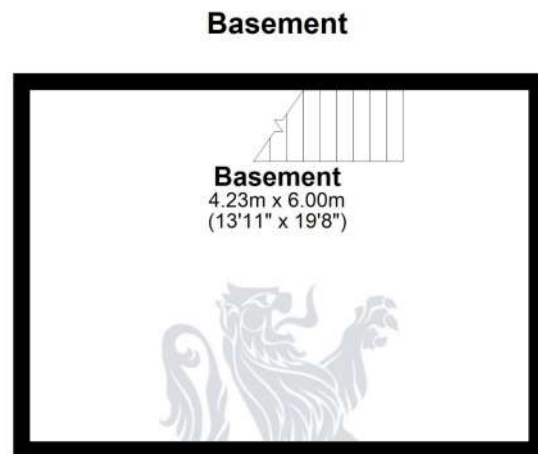 Basement
Basement
4.23m x 6.00m
(13'11" x 19'8")